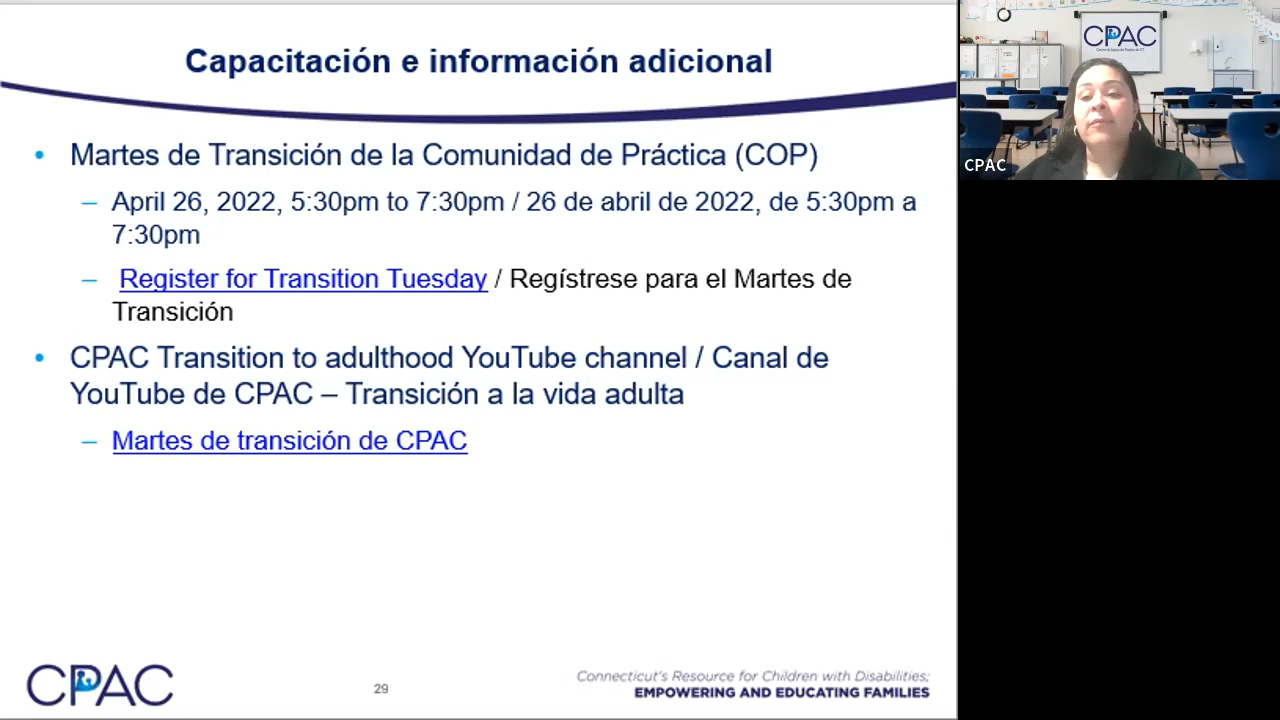 Capacitación e información adicional
• Martes de Transición de la Comunidad de Práctica (COP)
– April 26, 2022, 5:30pm to 7:30pm / 26 de abril de 2022, de 5:30pm a
7:30pm
– Register for Transition Tuesday / Regístrese para el Martes de
Transición
• CPAC Transition to adulthood YouTube channel / Canal de
YouTube de CPAC – Transición a la vida adulta
– Martes de transición de CPAC
CPAC
29
Connecticut's Resource for Children with Disabilities;
EMPOWERING AND EDUCATING FAMILIES
CPAC
CPAC